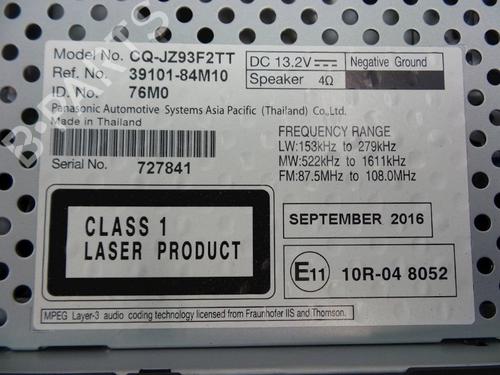 Model No. CQ-JZ93F2TT
DC 13.2V
Negative Ground
Ref. No. 39101-84M10
Speaker 4Ω
ID. No. 76M0
Panasonic Automotive Systems Asia Pacific (Thailand) Co.,Ltd.
Made in Thailand
Serial No. 727841
FREQUENCY RANGE
LW:153kHz to 279kHz
MW:522kHz to 1611kHz
FM:87.5MHz to 108.0MHz
CLASS 1
LASER PRODUCT
SEPTEMBER 2016
E11 10R-04 8052
MPEG Layer-3 audio coding technology licensed from Fraunhofer IIS and Thomson.
B-PARTS